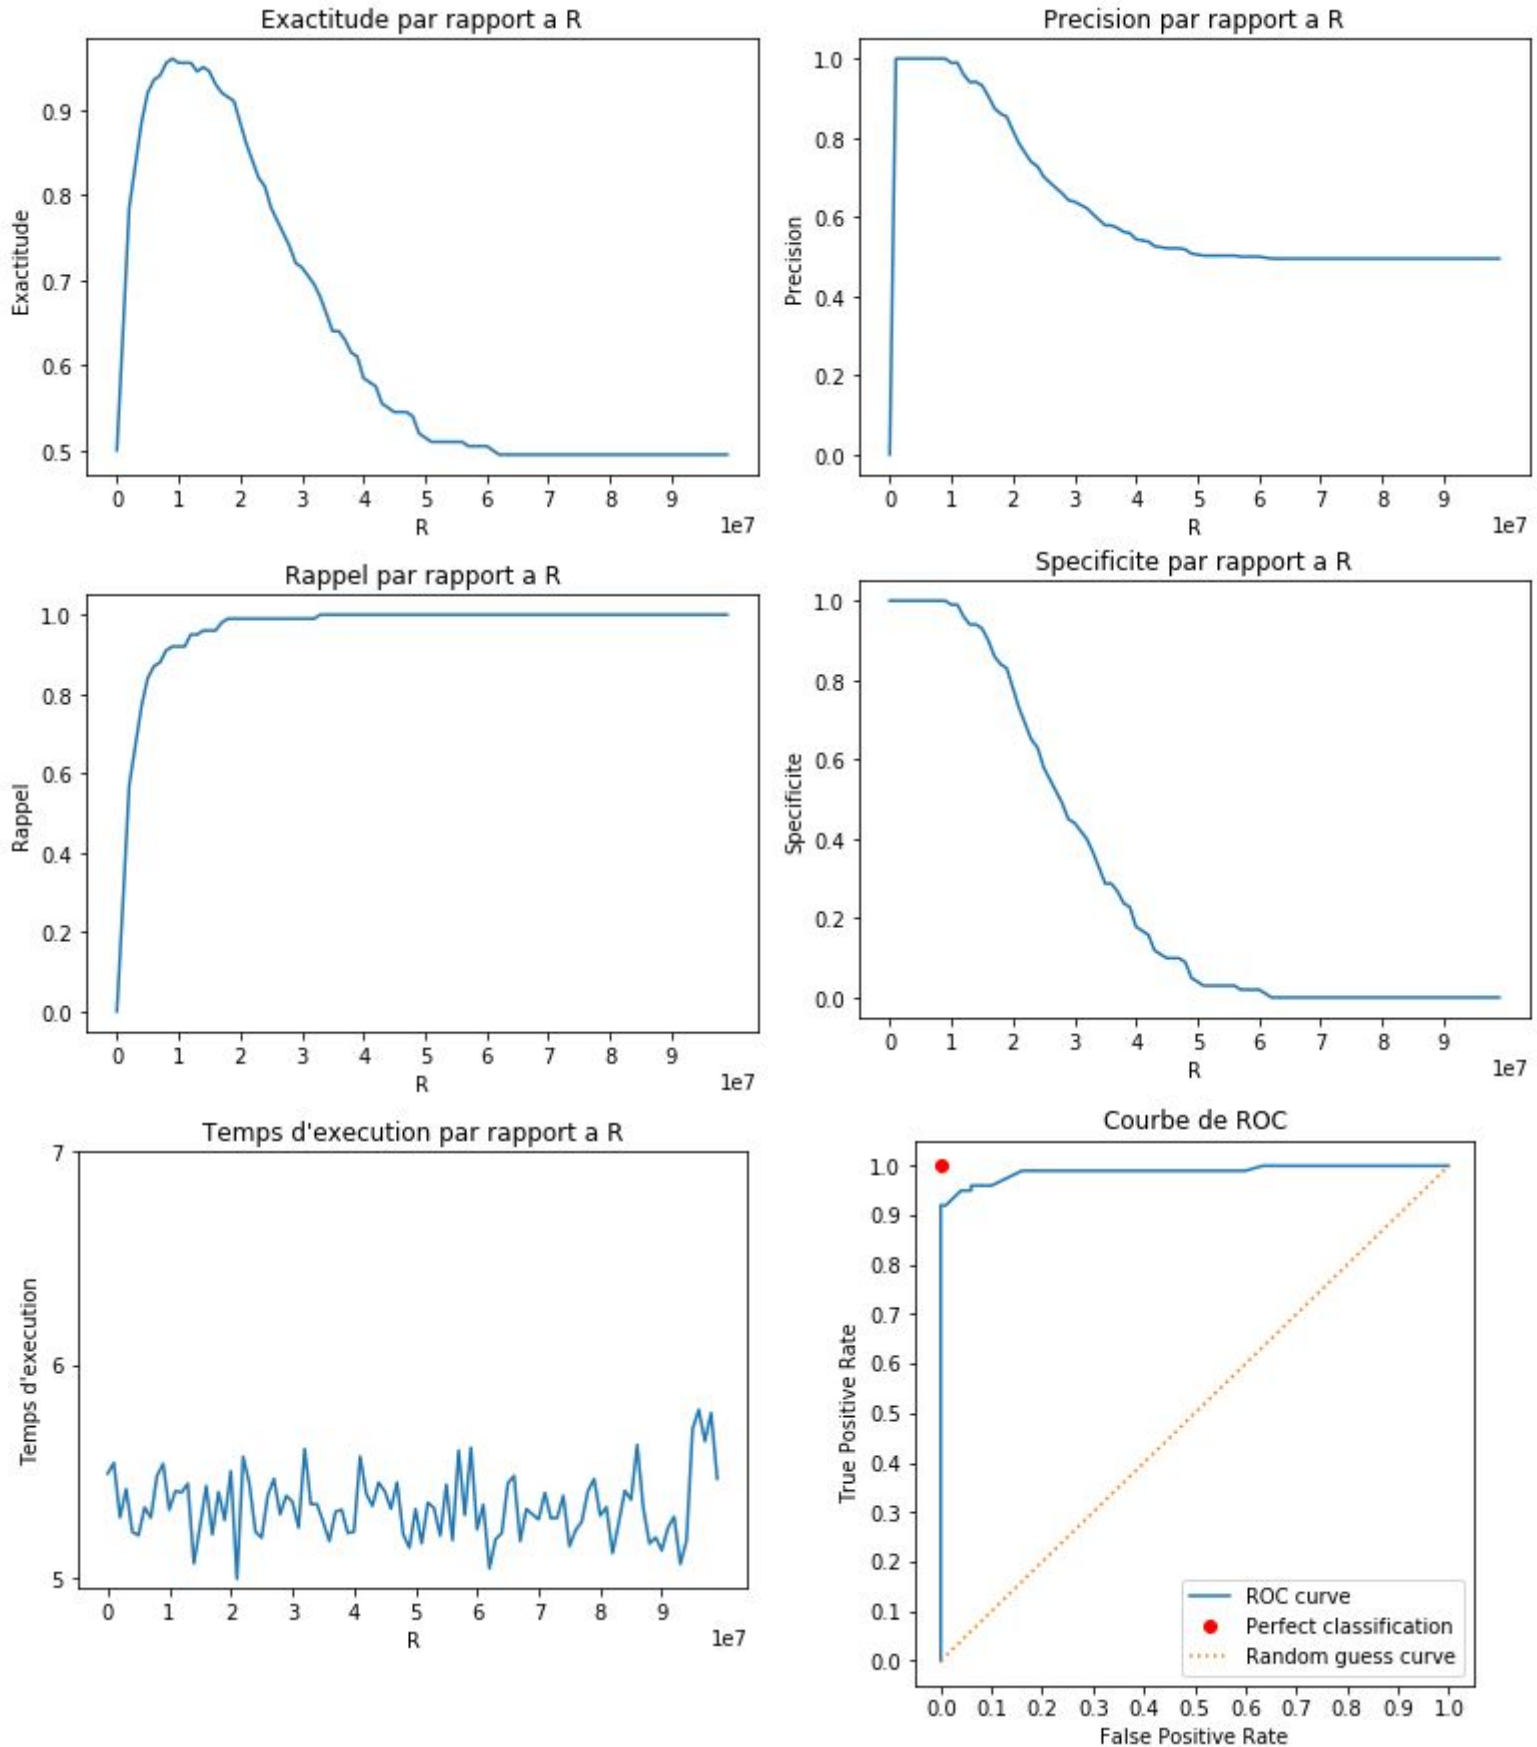 Exactitude par rapport a R
Exactitude
0.9
0.8
0.7
0.6
0.5
0 1 2 3 4 5 6 7 8 9
1e7
R
Precision par rapport a R
Precision
1.0
0.8
0.6
0.4
0.2
0.0
0 1 2 3 4 5 6 7 8 9
1e7
R
Rappel par rapport a R
Rappel
1.0
0.8
0.6
0.4
0.2
0.0
0 1 2 3 4 5 6 7 8 9
1e7
R
Specificite par rapport a R
Specificite
1.0
0.8
0.6
0.4
0.2
0.0
0 1 2 3 4 5 6 7 8 9
1e7
R
Temps d'execution par rapport a R
Temps d'execution
7
6
5
0 1 2 3 4 5 6 7 8 9
1e7
R
Courbe de ROC
True Positive Rate
1.0
0.9
0.8
0.7
0.6
0.5
0.4
0.3
0.2
0.1
0.0
ROC curve
Perfect classification
Random guess curve
0.0 0.1 0.2 0.3 0.4 0.5 0.6 0.7 0.8 0.9 1.0
False Positive Rate